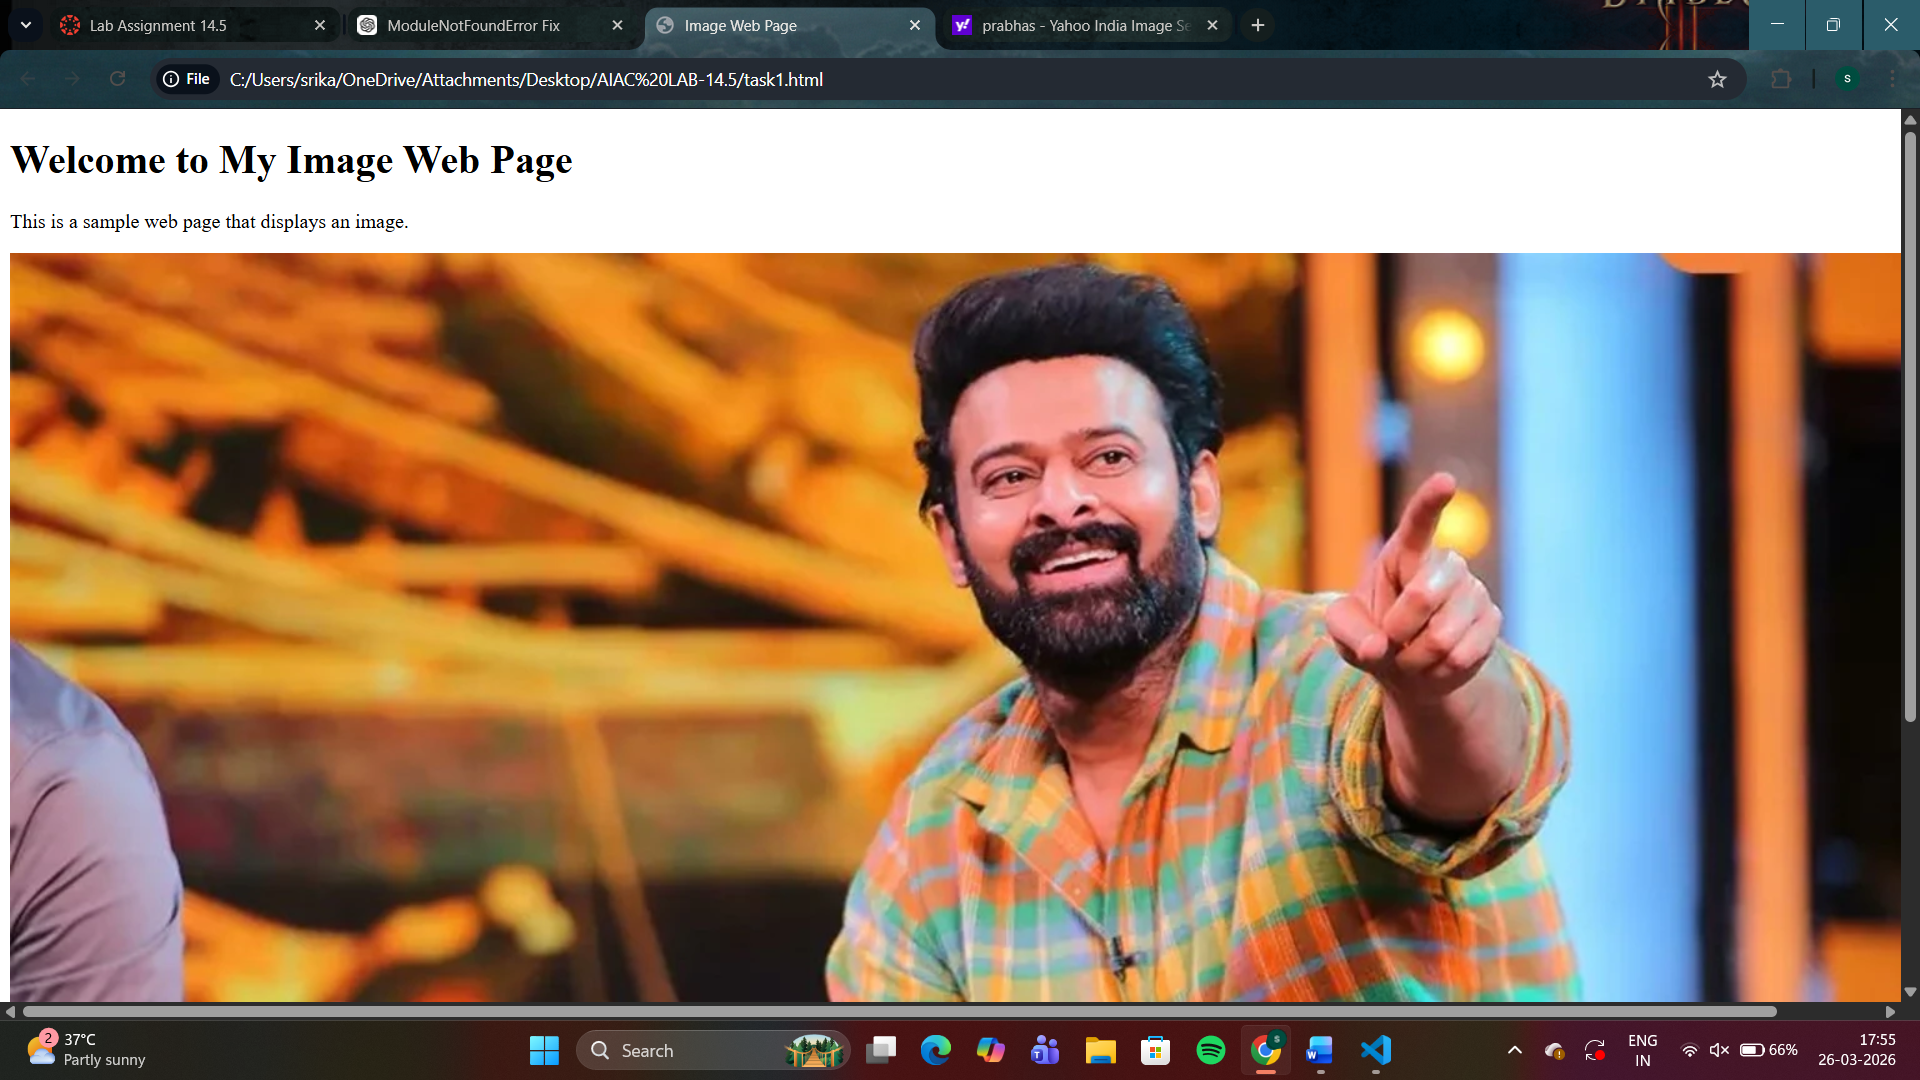 Lab Assignment 14.5
ModuleNotFoundError Fix
Image Web Page
prabhas - Yahoo India Image Se
File
C:/Users/srika/OneDrive/Attachments/Desktop/AIAC%20LAB-14.5/task1.html
S
Welcome to My Image Web Page
This is a sample web page that displays an image.
2
37°C
Partly sunny
Search
ENG
IN
66%
17:55
26-03-2026